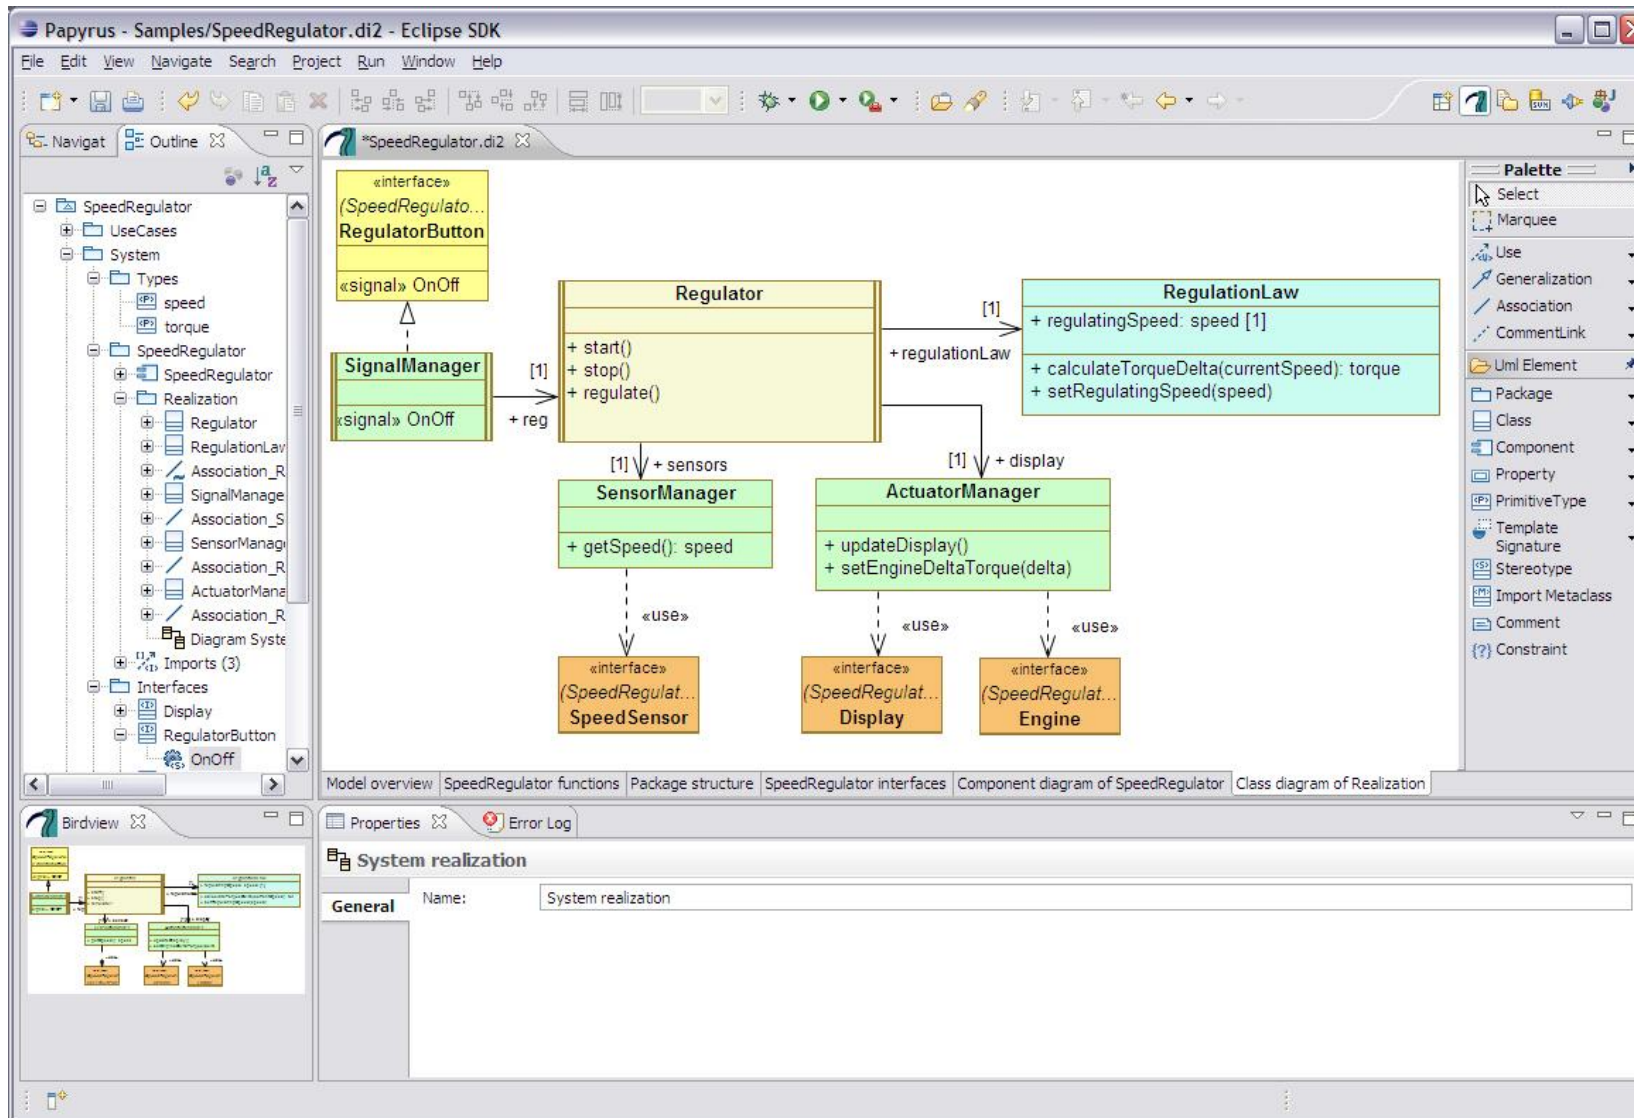 Papyrus - Samples/SpeedRegulator.di2 - Eclipse SDK
File Edit View Navigate Search Project Run Window Help
Navigat
Outline
SpeedRegulator
UseCases
System
Types
speed
torque
SpeedRegulator
SpeedRegulator
Realization
Regulator
RegulationLav
Association_R
SignalManage
Association_S
SensorManag
Association_R
ActuatorMana
Association_R
Diagram Syste
Imports (3)
Interfaces
Display
RegulatorButton
OnOff
*SpeedRegulator.di2
«interface»
(SpeedRegulato...
RegulatorButton
«signal» OnOff
SignalManager
«signal» OnOff
[1]
+ reg
Regulator
+ start()
+ stop()
+ regulate()
[1]
+ regulationLaw
RegulationLaw
+ regulatingSpeed: speed [1]
+ calculateTorqueDelta(currentSpeed): torque
+ setRegulatingSpeed(speed)
[1] + sensors
SensorManager
+ getSpeed(): speed
«use»
«interface»
(SpeedRegulat...
SpeedSensor
[1] + display
ActuatorManager
+ updateDisplay()
+ setEngineDeltaTorque(delta)
«use»
«use»
«interface»
(SpeedRegulat...
Display
«interface»
(SpeedRegulat...
Engine
Palette
Select
Marquee
Use
Generalization
Association
CommentLink
Uml Element
Package
Class
Component
Property
PrimitiveType
Template
Signature
Stereotype
Import Metaclass
Comment
Constraint
Model overview SpeedRegulator functions Package structure SpeedRegulator interfaces Component diagram of SpeedRegulator Class diagram of Realization
Birdview
Properties
Error Log
System realization
General
Name:
System realization